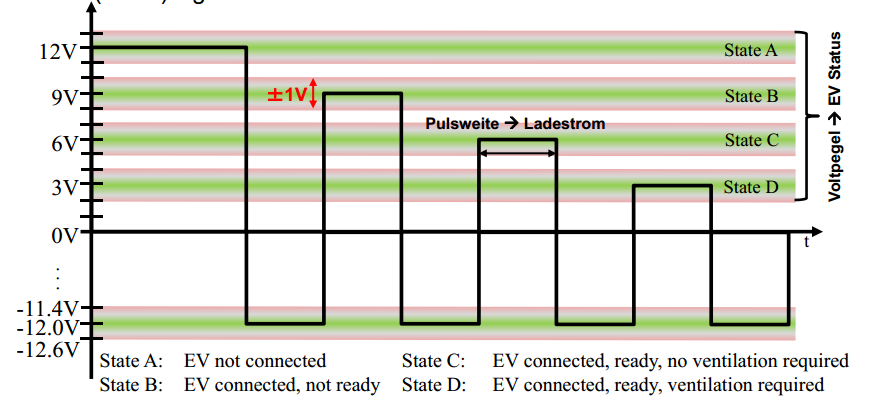 12V
State A
9V
±1V
State B
Pulsweite → Ladestrom
6V
State C
3V
State D
0V
t
⋮
-11.4V
-12.0V
-12.6V
Voltpegel → EV Status
State A: EV not connected
State C: EV connected, ready, no ventilation required
State B: EV connected, not ready
State D: EV connected, ready, ventilation required